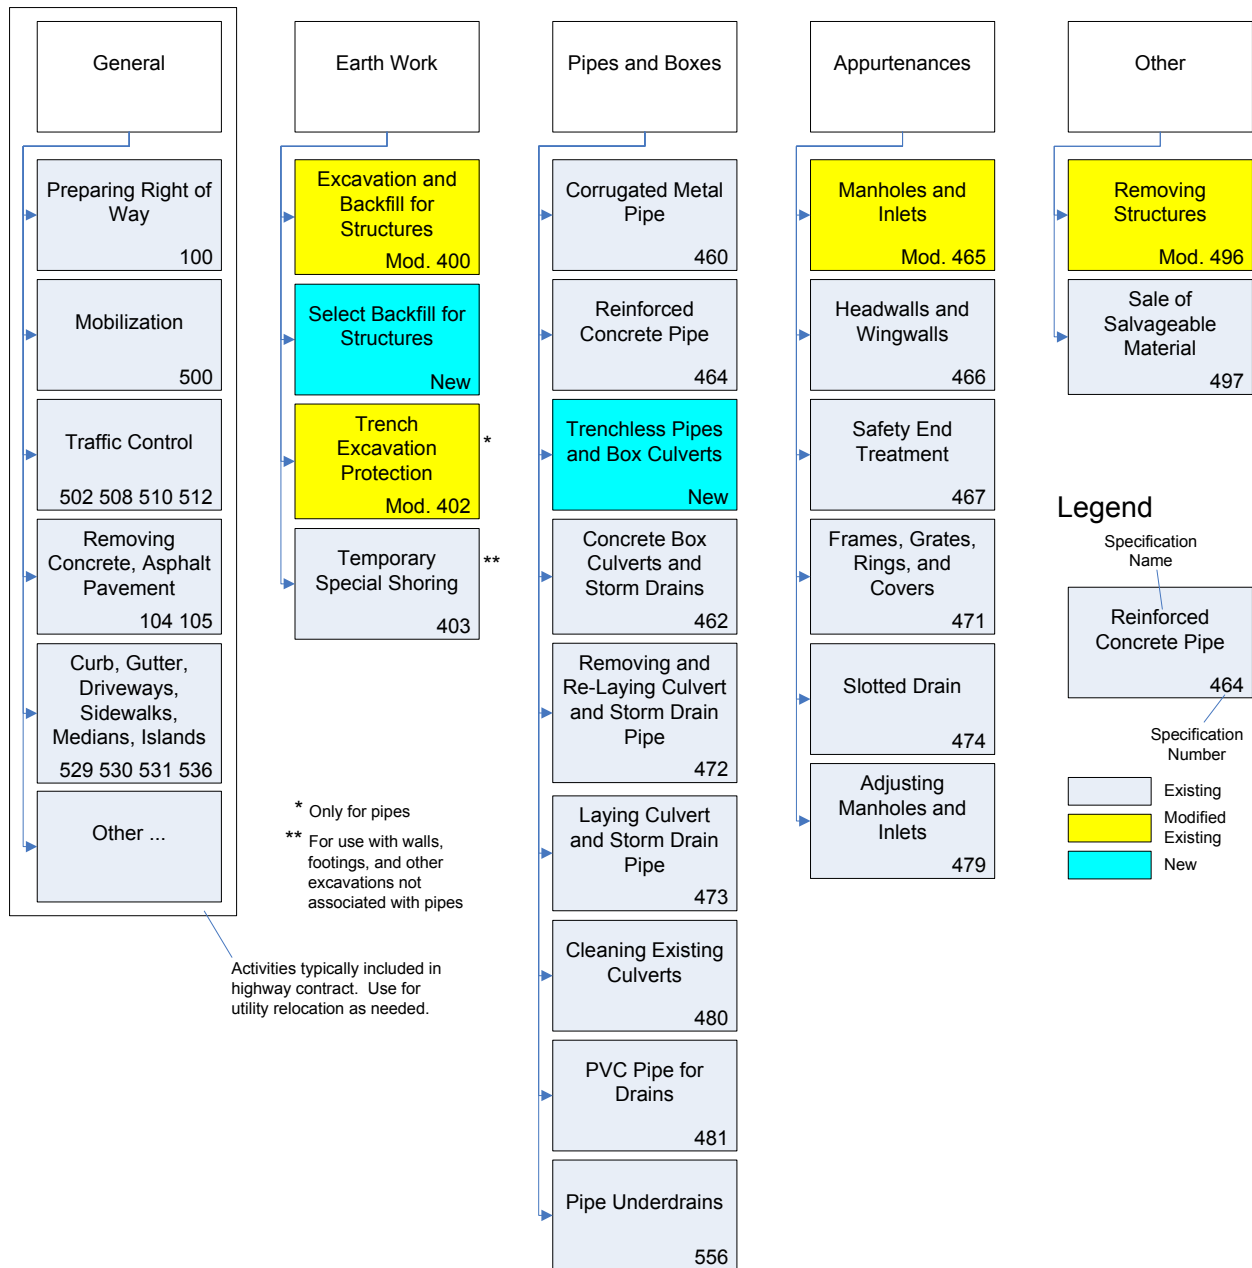 General
Preparing Right of
Way
100
Mobilization
500
Traffic Control
502 508 510 512
Removing
Concrete, Asphalt
Pavement
104 105
Curb, Gutter,
Driveways,
Sidewalks,
Medians, Islands
529 530 531 536
Other ...
Activities typically included in
highway contract.  Use for
utility relocation as needed.
Earth Work
Excavation and
Backfill for
Structures
Mod. 400
Select Backfill for
Structures
New
Trench
Excavation
Protection
Mod. 402
*
Temporary
Special Shoring
403
**
* Only for pipes
** For use with walls,
footings, and other
excavations not
associated with pipes
Pipes and Boxes
Corrugated Metal
Pipe
460
Reinforced
Concrete Pipe
464
Trenchless Pipes
and Box Culverts
New
Concrete Box
Culverts and
Storm Drains
462
Removing and
Re-Laying Culvert
and Storm Drain
Pipe
472
Laying Culvert
and Storm Drain
Pipe
473
Cleaning Existing
Culverts
480
PVC Pipe for
Drains
481
Pipe Underdrains
556
Appurtenances
Manholes and
Inlets
Mod. 465
Headwalls and
Wingwalls
466
Safety End
Treatment
467
Frames, Grates,
Rings, and
Covers
471
Slotted Drain
474
Adjusting
Manholes and
Inlets
479
Other
Removing
Structures
Mod. 496
Sale of
Salvageable
Material
497
Legend
Specification
Name
Reinforced
Concrete Pipe
464
Specification
Number
Existing
Modified
Existing
New